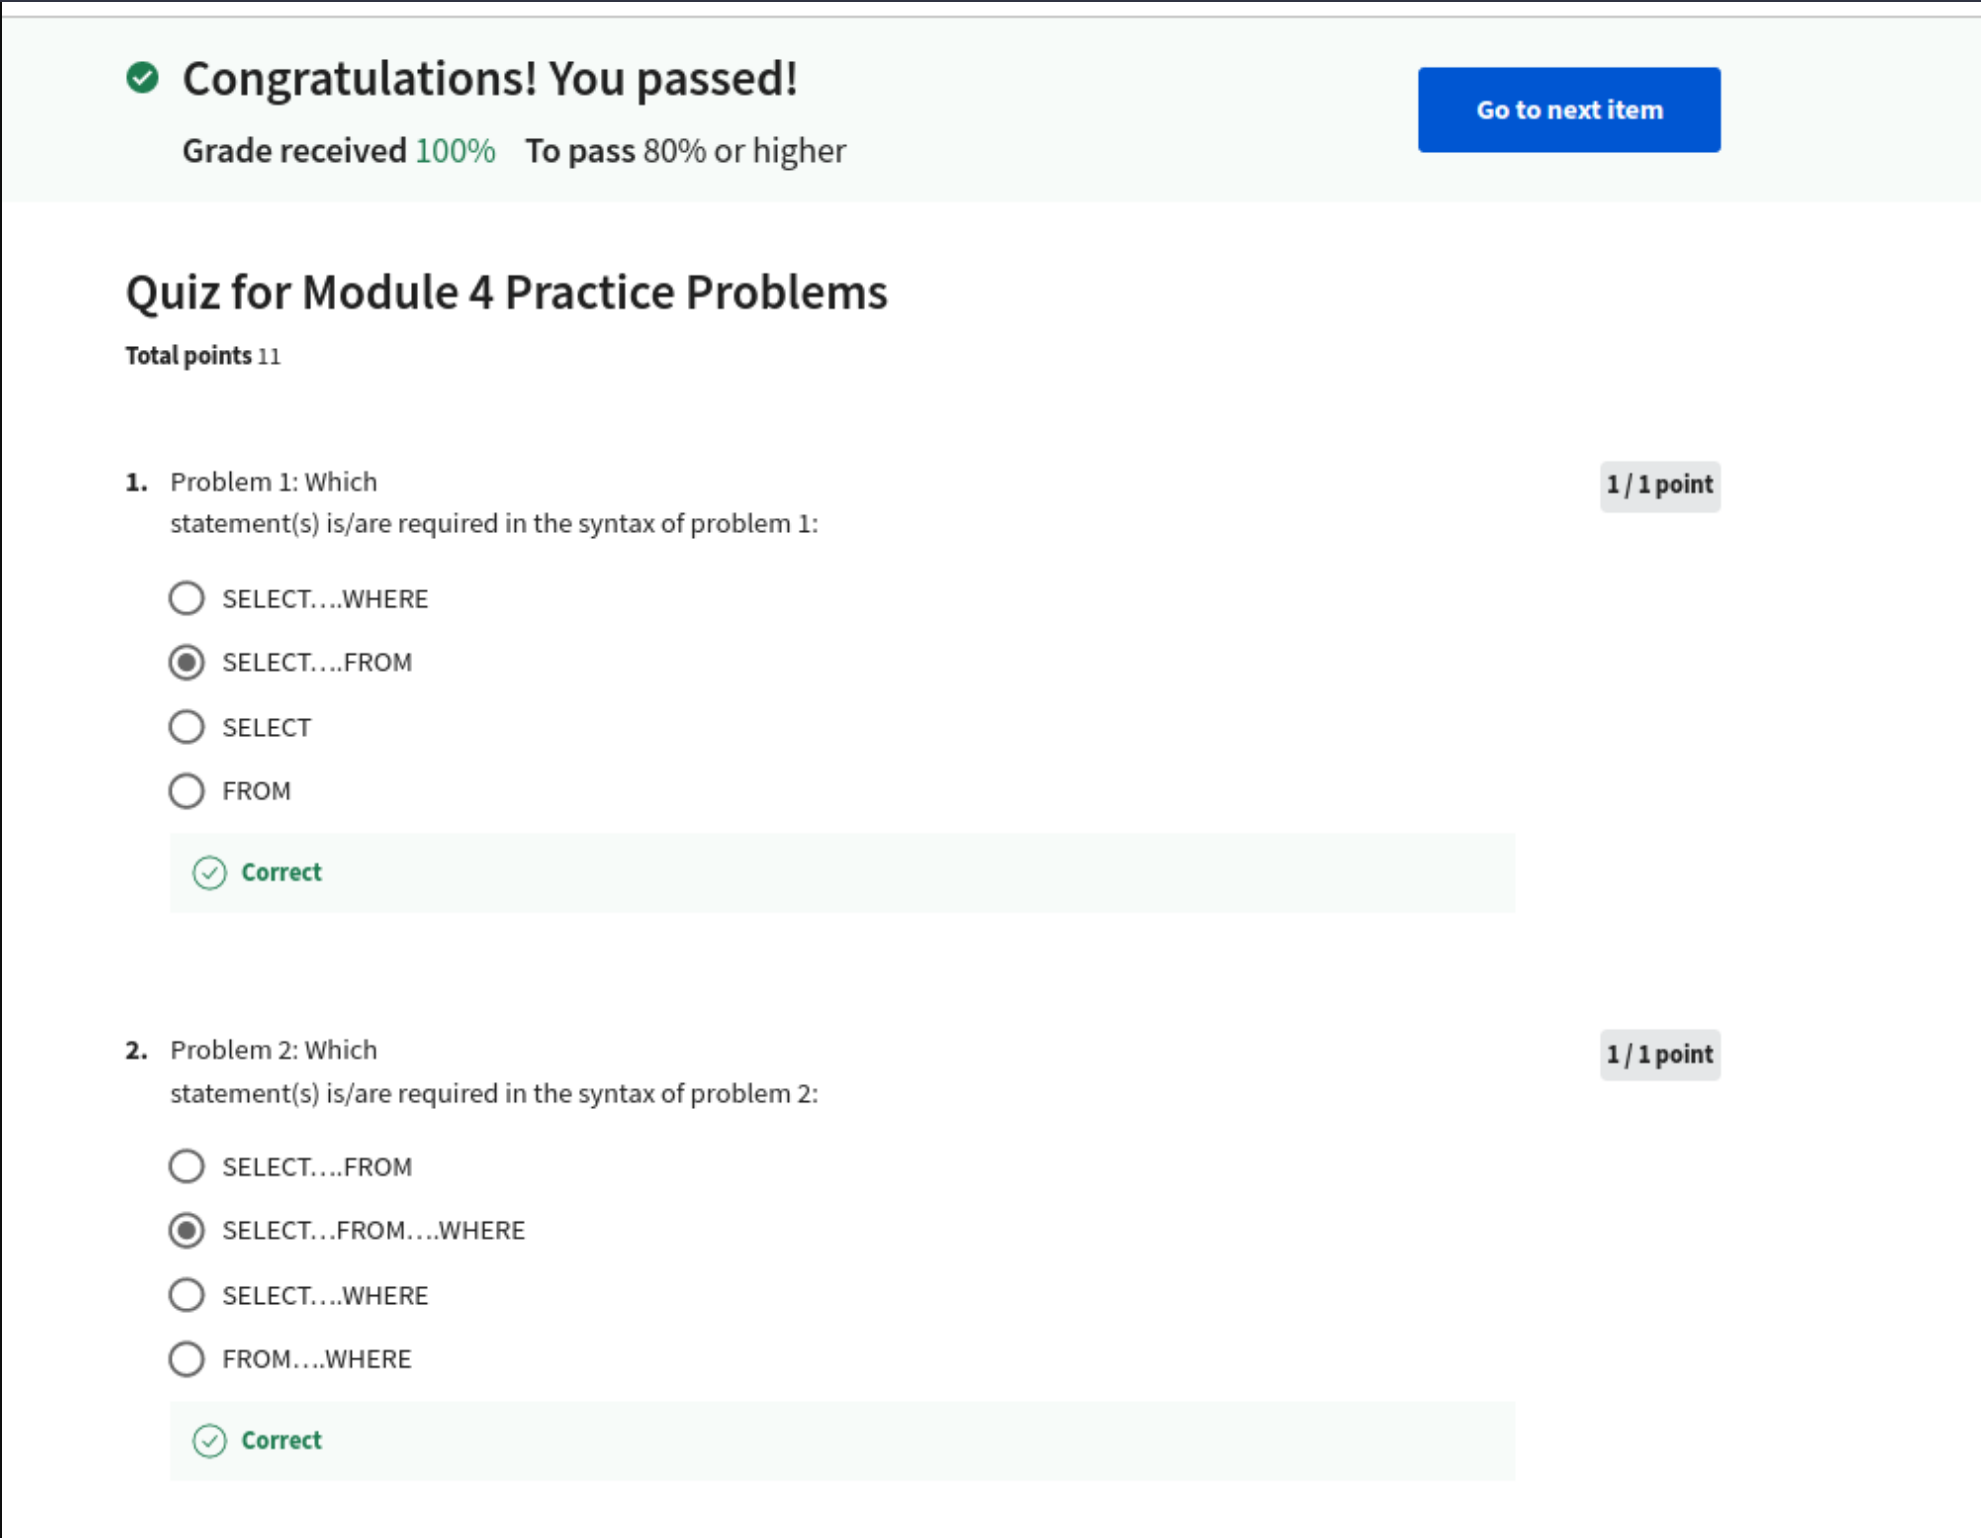 Congratulations! You passed!
Go to next item
Grade received 100% To pass 80% or higher
Quiz for Module 4 Practice Problems
Total points 11
1. Problem 1: Which
1 / 1 point
statement(s) is/are required in the syntax of problem 1:
SELECT….WHERE
SELECT….FROM
SELECT
FROM
Correct
2. Problem 2: Which
1 / 1 point
statement(s) is/are required in the syntax of problem 2:
SELECT….FROM
SELECT…FROM….WHERE
SELECT….WHERE
FROM….WHERE
Correct